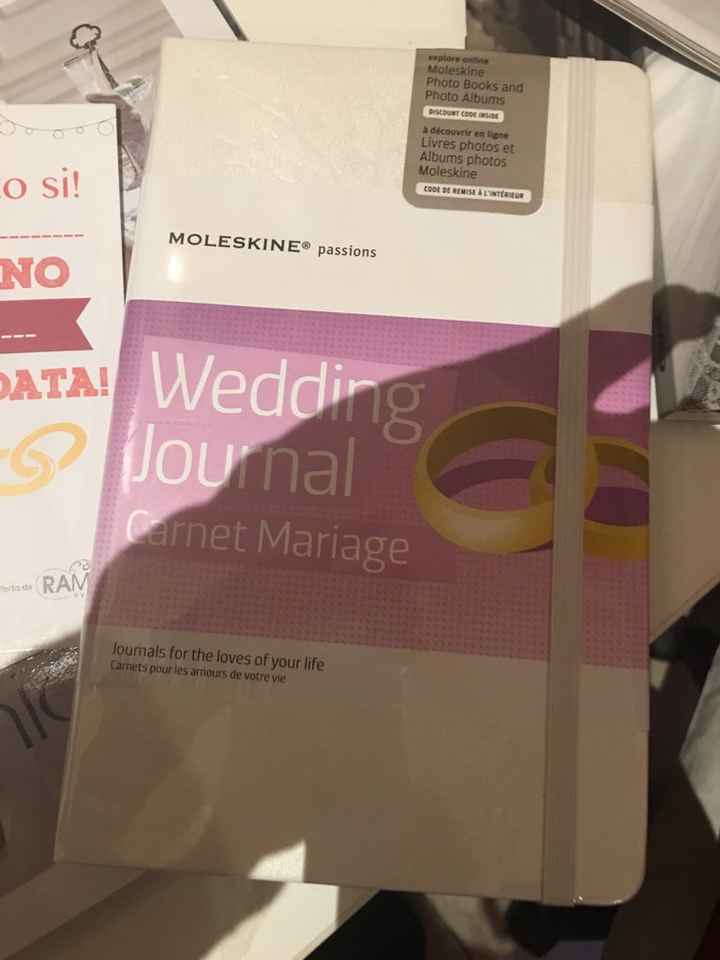 explore online
Moleskine
Photo Books and
Photo Albums
DISCOUNT CODE INSIDE
à découvrir en ligne
Livres photos et
Albums photos
Moleskine
CODE DE REMISE À L'INTÉRIEUR
MOLESKINE® passions
Wedding
Journal
Carnet Mariage
Journals for the loves of your life
Carnets pour les amours de votre vie
si!
DATA!